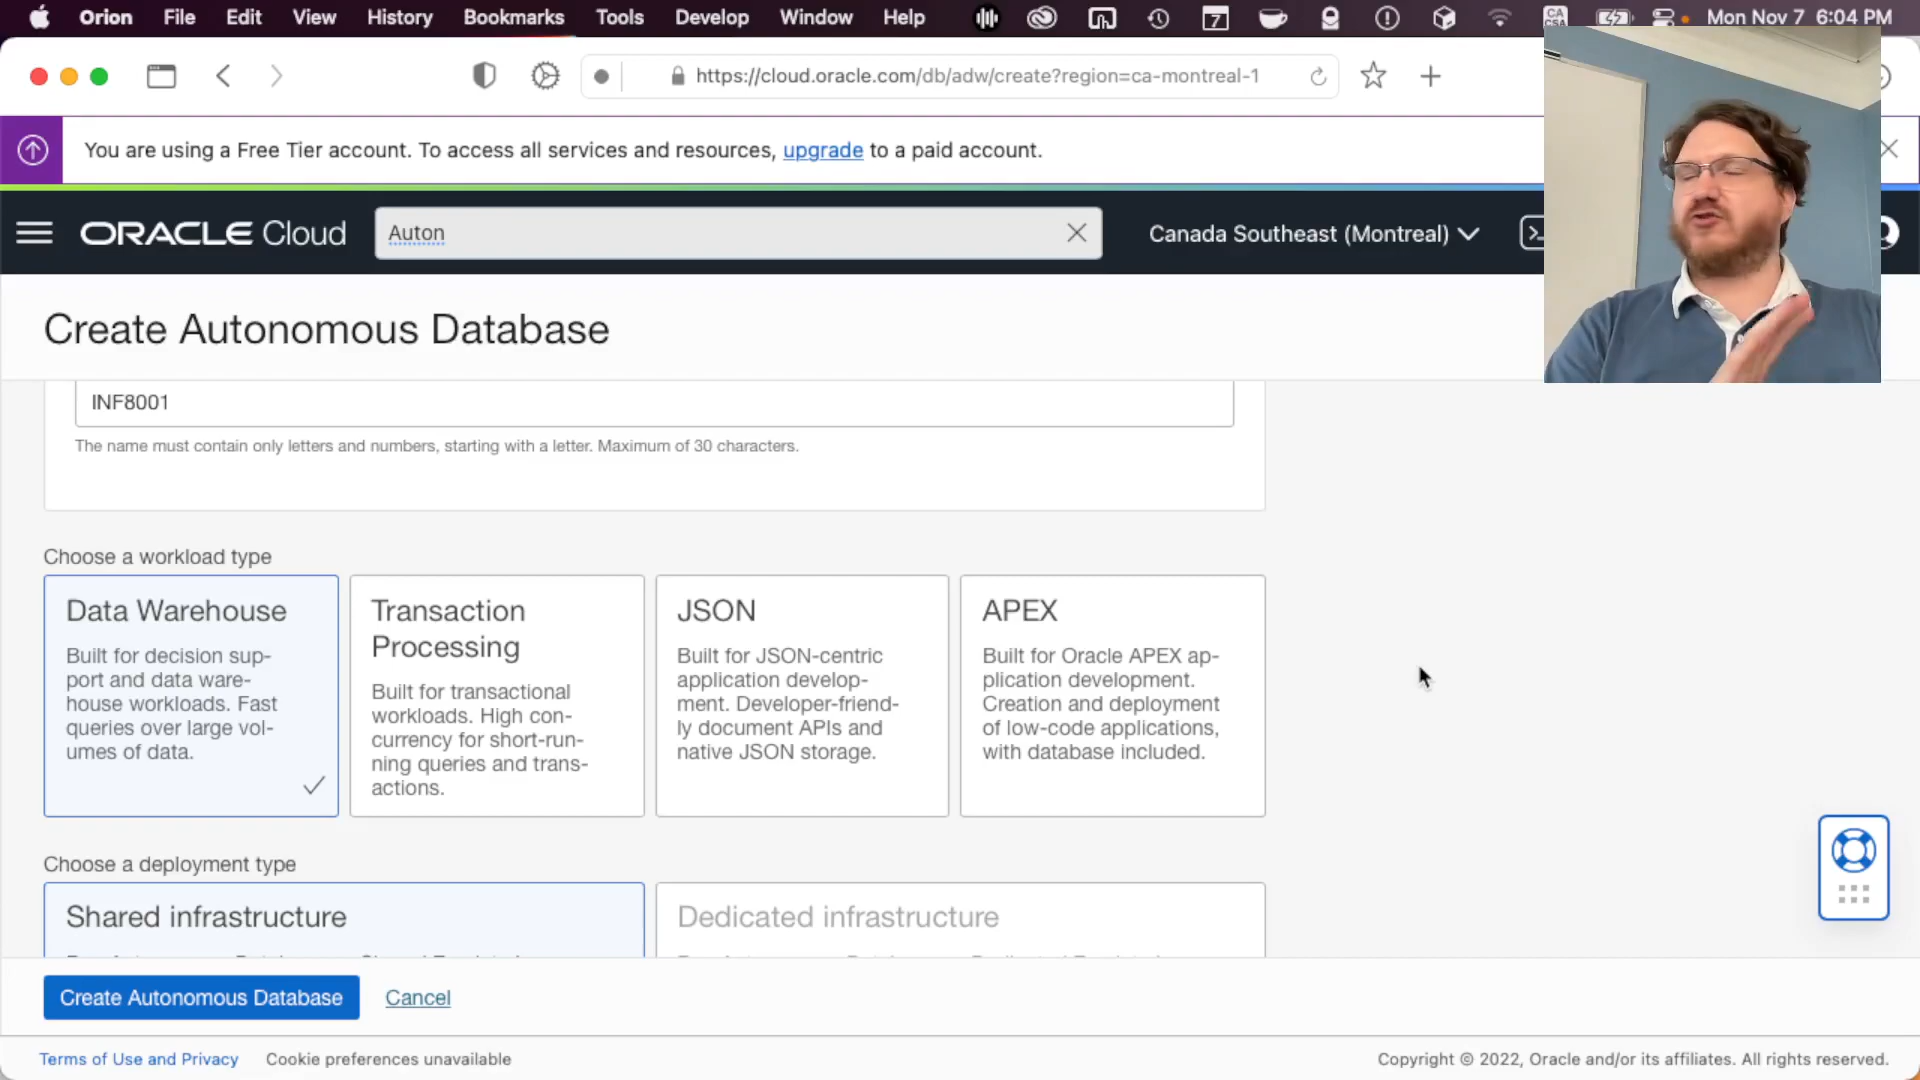 Orion File Edit View History Bookmarks Tools Develop Window Help 7 CA CSA Mon Nov 7 6:04 PM
https://cloud.oracle.com/db/adw/create?region=ca-montreal-1
You are using a Free Tier account. To access all services and resources, upgrade to a paid account.
ORACLE Cloud Auton Canada Southeast (Montreal)
Create Autonomous Database
INF8001
The name must contain only letters and numbers, starting with a letter. Maximum of 30 characters.
Choose a workload type
Data Warehouse
Built for decision sup-
port and data ware-
house workloads. Fast
queries over large vol-
umes of data.
Transaction
Processing
Built for transactional
workloads. High con-
currency for short-run-
ning queries and trans-
actions.
JSON
Built for JSON-centric
application develop-
ment. Developer-friend-
ly document APIs and
native JSON storage.
APEX
Built for Oracle APEX ap-
plication development.
Creation and deployment
of low-code applications,
with database included.
Choose a deployment type
Shared infrastructure
Dedicated infrastructure
Create Autonomous Database Cancel
Terms of Use and Privacy Cookie preferences unavailable
Copyright © 2022, Oracle and/or its affiliates. All rights reserved.